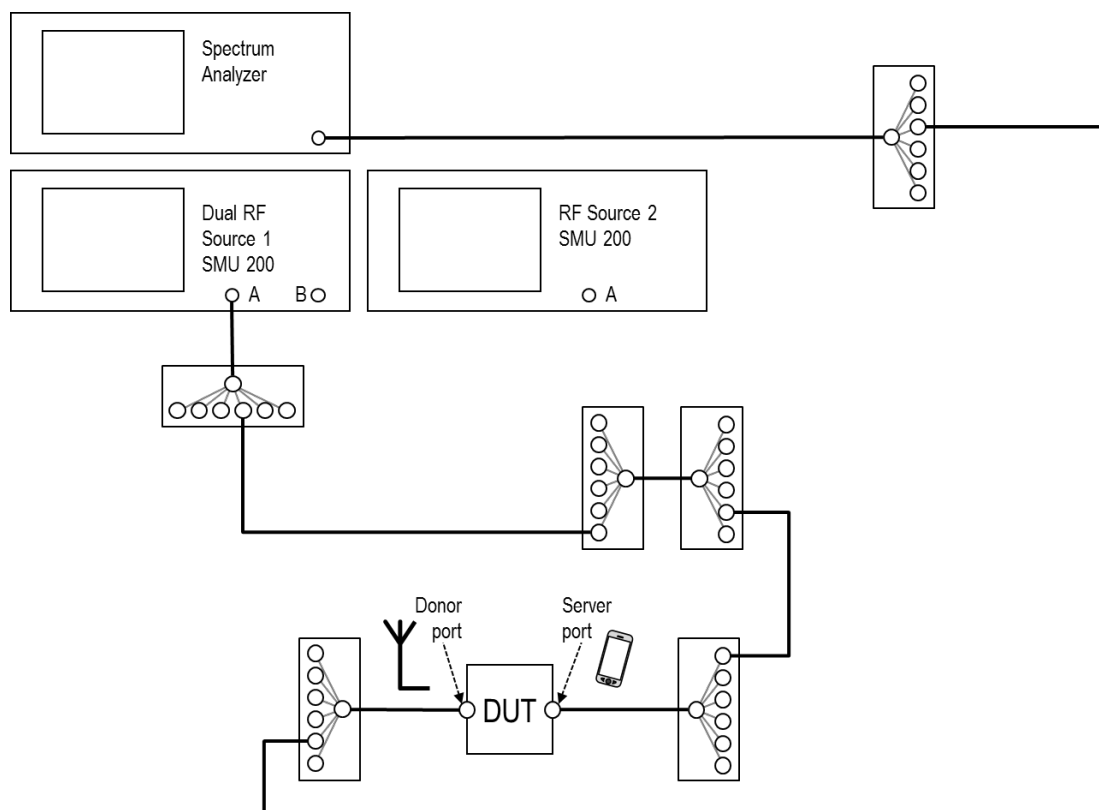 Spectrum
Analyzer
Dual RF
Source 1
SMU 200
A
B
RF Source 2
SMU 200
A
Donor
port
Server
port
DUT